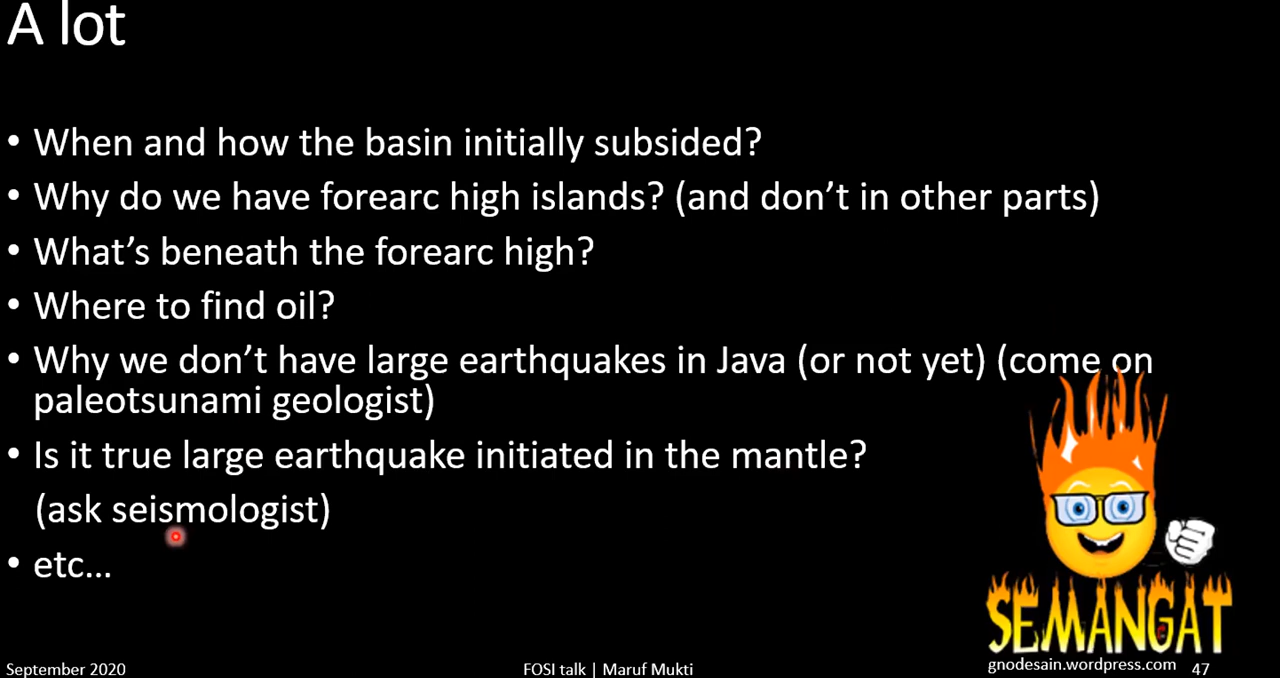 A lot
• When and how the basin initially subsided?
• Why do we have forearc high islands? (and don’t in other parts)
• What’s beneath the forearc high?
• Where to find oil?
• Why we don’t have large earthquakes in Java (or not yet) (come on
paleotsunami geologist)
• Is it true large earthquake initiated in the mantle?
(ask seismologist)
• etc…
SEMANGAT
gnodesain.wordpress.com
September 2020
FOSI talk | Maruf Mukti
47